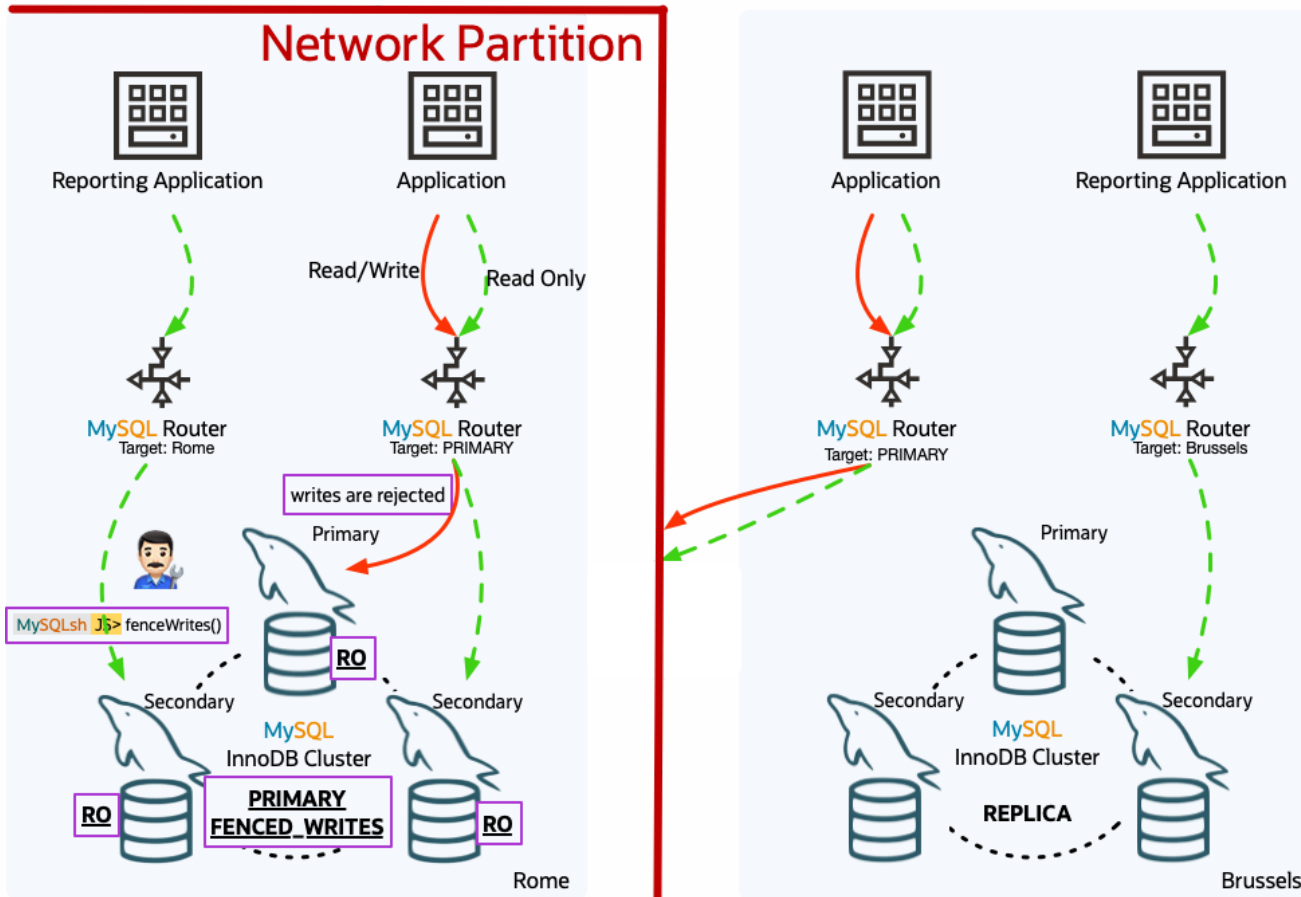 Network Partition
Reporting Application
Application
Application
Reporting Application
Read/Write
Read Only
MySQL Router
Target: Rome
MySQL Router
Target: PRIMARY
MySQL Router
Target: PRIMARY
MySQL Router
Target: Brussels
writes are rejected
Primary
Primary
MySQLsh JS> fenceWrites()
RO
Secondary
Secondary
Secondary
Secondary
MySQL
InnoDB Cluster
MySQL
InnoDB Cluster
RO
PRIMARY
FENCED_WRITES
RO
REPLICA
Rome
Brussels